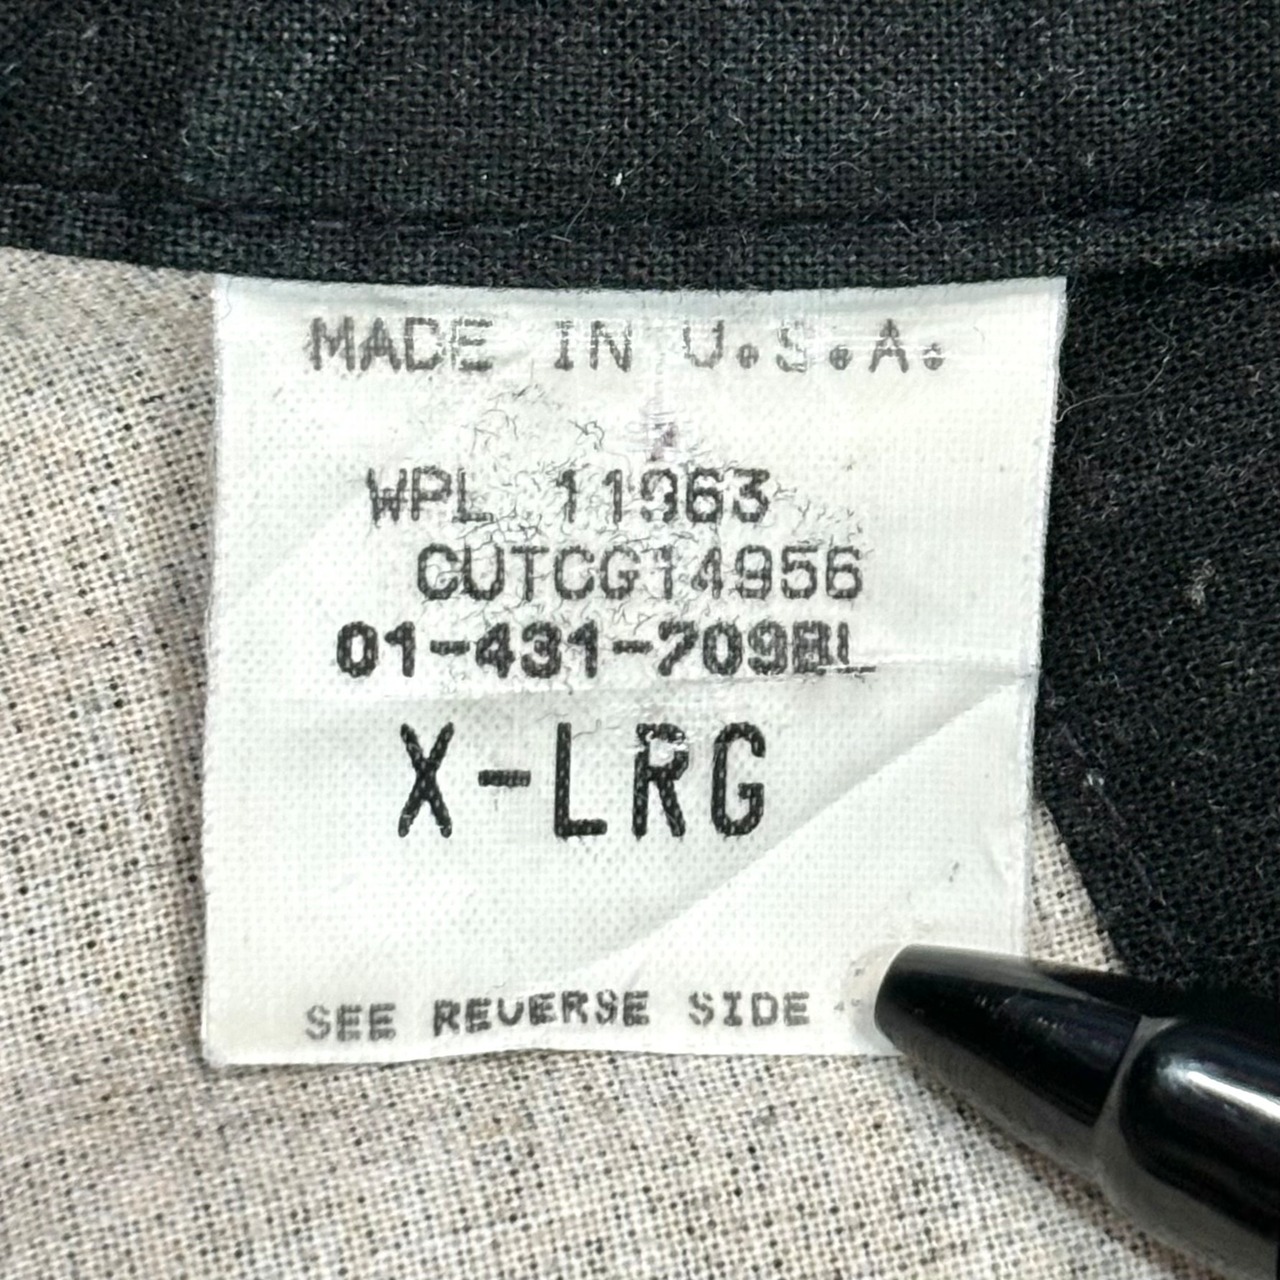 MADE IN U.S.A.
WPL 11963
CUTCG14956
01-431-709BL
X-LRG
SEE REVERSE SIDE